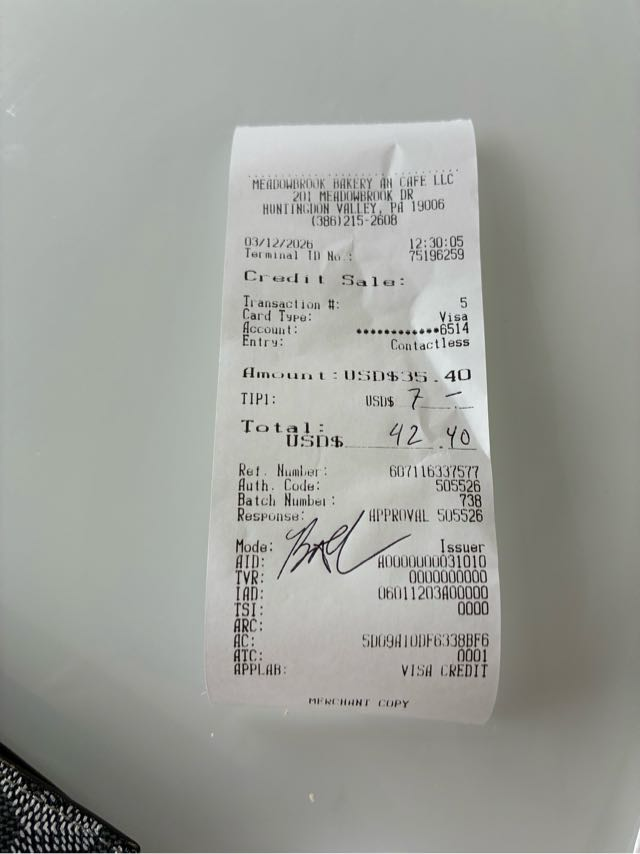 MEADOWBROOK BAKERY AN CAFE LLC
201 MEADOWBROOK DR
HUNTINGDON VALLEY, PA 19006
(386)215-2608
03/12/2026 12:30:05
Terminal ID No.: 75196259
Credit Sale:
Transaction #: 5
Card Type: Visa
Account: ************6514
Entry: Contactless
Amount: USD$35.40
TIP1: USD$ 7 —
Total:
USD$ 42.40
Ref. Number: 607116337577
Auth. Code: 505526
Batch Number: 738
Response: APPROVAL 505526
Mode: Issuer
AID: A0000000031010
TVR: 0000000000
IAD: 06011203A00000
TSI: 0000
ARC:
AC: 5D09A10DF6338BF6
ATC: 0001
APPLAB: VISA CREDIT
MERCHANT COPY